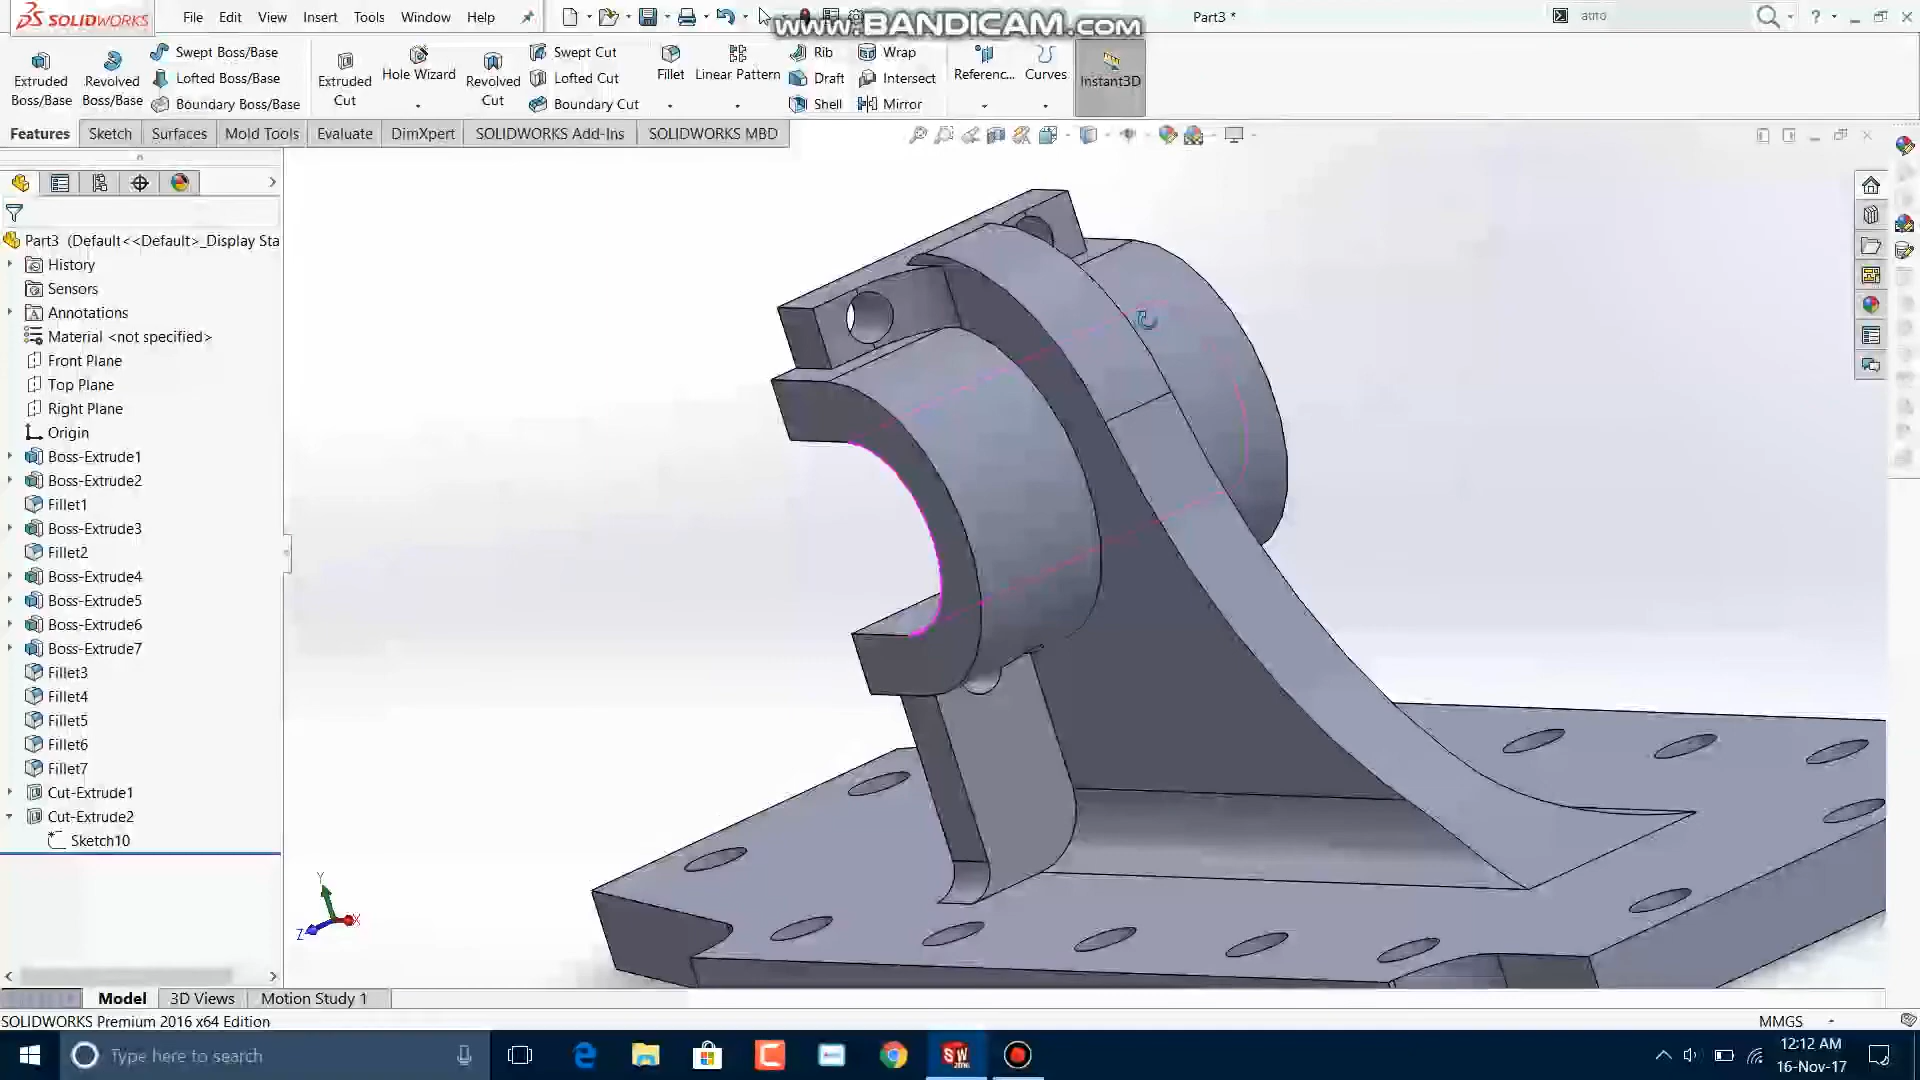 SOLIDWORKS
File Edit View Insert Tools Window Help
www.BANDICAM.com
Part3 *
auto
Extruded Boss/Base
Revolved Boss/Base
Swept Boss/Base
Lofted Boss/Base
Boundary Boss/Base
Extruded Cut
Hole Wizard
Revolved Cut
Swept Cut
Lofted Cut
Boundary Cut
Fillet
Linear Pattern
Rib
Draft
Shell
Wrap
Intersect
Mirror
Referenc...
Curves
Instant3D
Features Sketch Surfaces Mold Tools Evaluate DimXpert SOLIDWORKS Add-Ins SOLIDWORKS MBD
Part3 (Default<<Default>_Display Sta
History
Sensors
Annotations
Material <not specified>
Front Plane
Top Plane
Right Plane
Origin
Boss-Extrude1
Boss-Extrude2
Fillet1
Boss-Extrude3
Fillet2
Boss-Extrude4
Boss-Extrude5
Boss-Extrude6
Boss-Extrude7
Fillet3
Fillet4
Fillet5
Fillet6
Fillet7
Cut-Extrude1
Cut-Extrude2
Sketch10
Y
X
Z
Model 3D Views Motion Study 1
SOLIDWORKS Premium 2016 x64 Edition
MMGS
Type here to search
SW
2016
12:12 AM
16-Nov-17